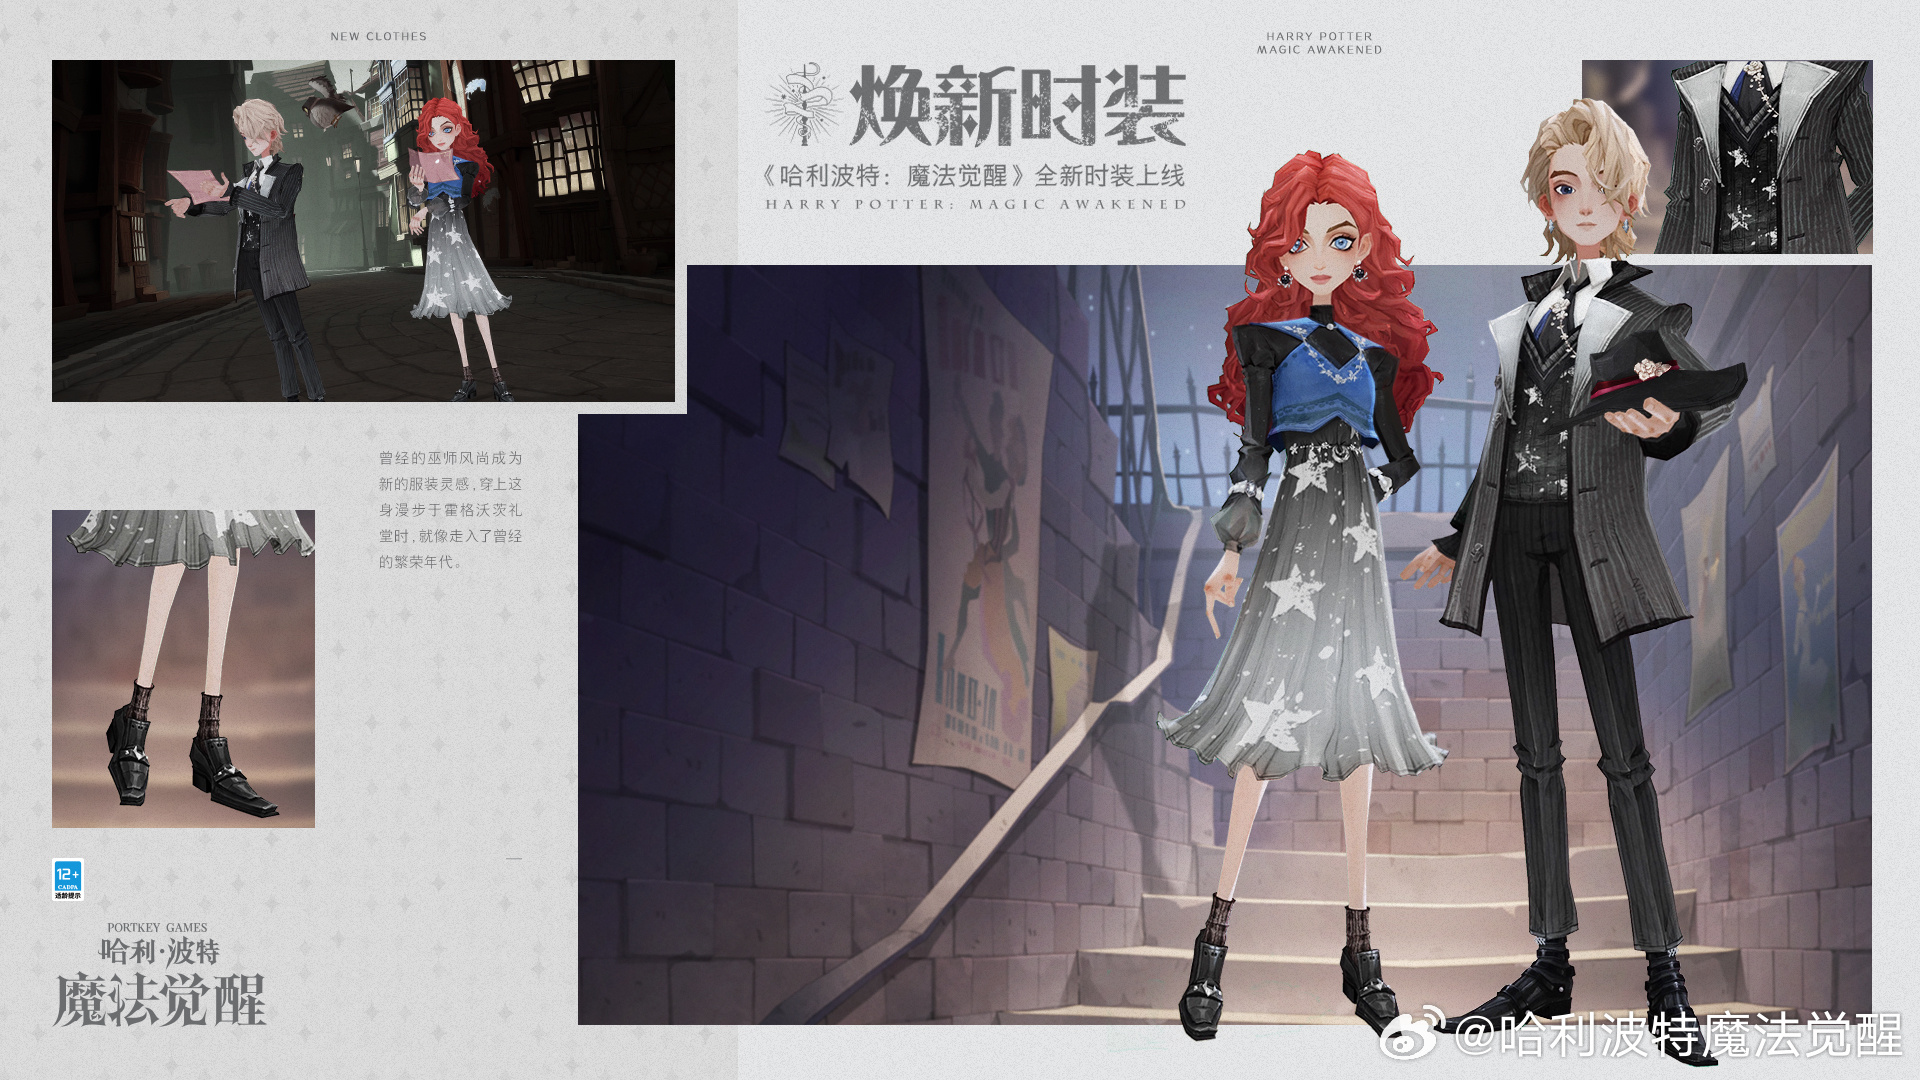 NEW CLOTHES
HARRY POTTER
MAGIC AWAKENED
焕新时装
《哈利波特：魔法觉醒》全新时装上线
HARRY POTTER: MAGIC AWAKENED
曾经的巫师风尚成为
新的服装灵感，穿上这
身漫步于霍格沃茨礼
堂时，就像走入了曾经
的繁荣年代。
12+
CADPA
适龄提示
PORTKEY GAMES
哈利·波特
魔法觉醒
@哈利波特魔法觉醒